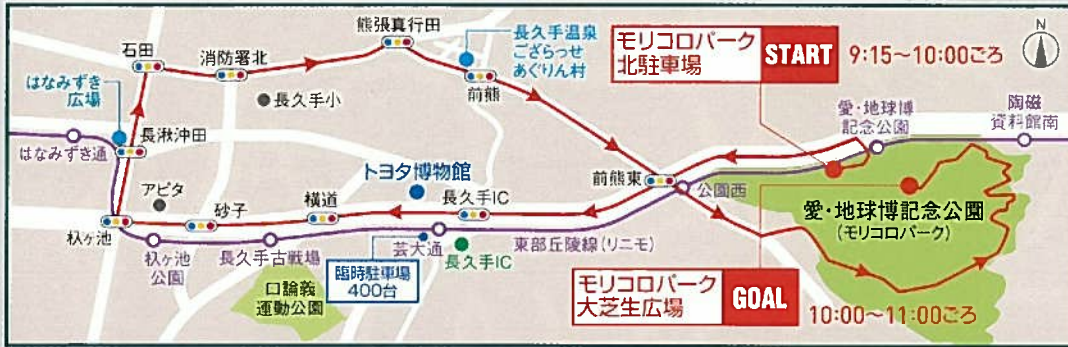 熊張真行田
石田
消防署北
長久手温泉
ござらっせ
あぐりん村
モリコロパーク
北駐車場
START
9:15〜10:00ごろ
N
はなみずき
広場
長久手小
前熊
愛・地球博
記念公園
陶磁
資料館南
長湫沖田
はなみずき通
トヨタ博物館
前熊東
アピタ
砂子
横道
長久手IC
公園西
愛・地球博記念公園
(モリコロパーク)
杁ヶ池
杁ヶ池
公園
長久手古戦場
芸大通
長久手IC
東部丘陵線(リニモ)
臨時駐車場
400台
口論義
運動公園
モリコロパーク
大芝生広場
GOAL
10:00〜11:00ごろ